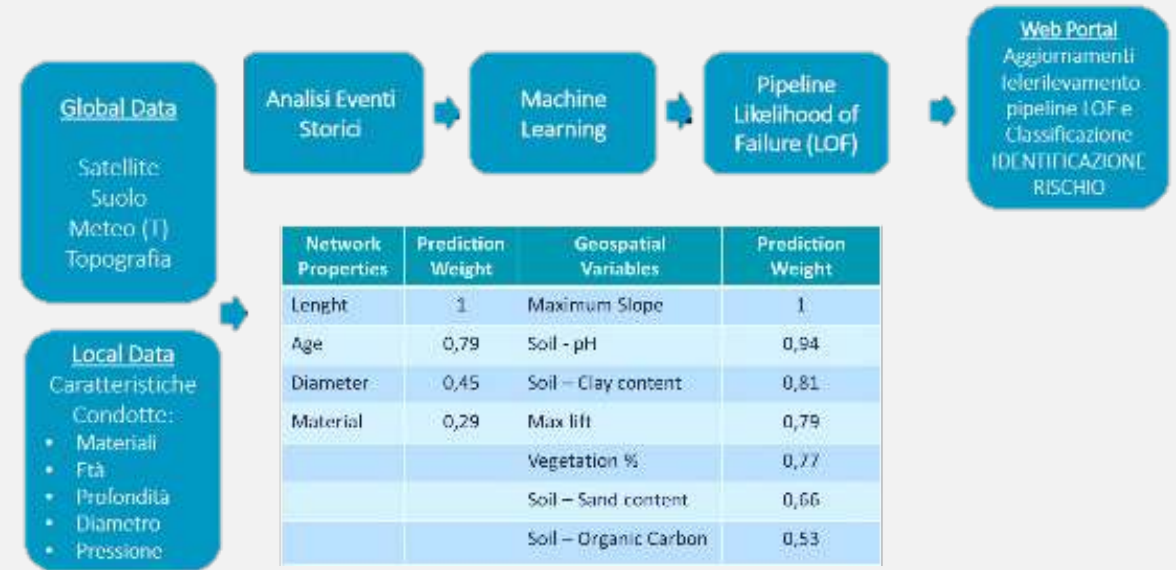 Global Data
Satellite
Suolo
Meteo (T)
Topografia
Local Data
Caratteristiche
Condotte:
• Materiali
• Età
• Profondità
• Diametro
• Pressione
Analisi Eventi
Storici
Machine
Learning
Pipeline
Likelihood of
Failure (LOF)
Web Portal
Aggiornamenti
Telerilevamento
pipeline LOF e
Classificazione
IDENTIFICAZIONE
RISCHIO
Network Properties Prediction Weight Geospatial Variables Prediction Weight
Lenght 1 Maximum Slope 1
Age 0,79 Soil - pH 0,94
Diameter 0,45 Soil – Clay content 0,81
Material 0,29 Max lift 0,79
Vegetation % 0,77
Soil – Sand content 0,66
Soil – Organic Carbon 0,53